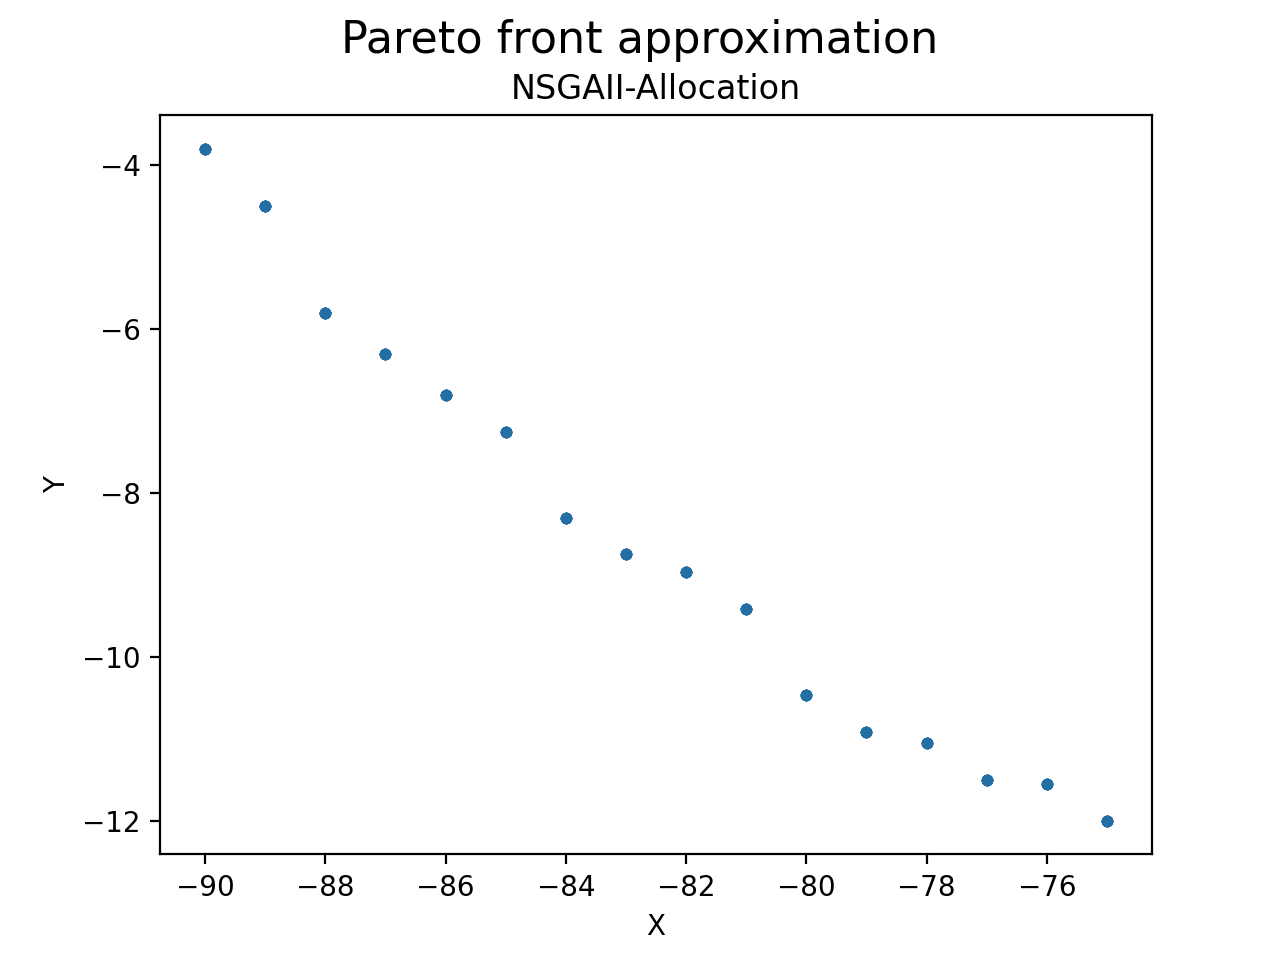 Pareto front approximation
NSGAII-Allocation
−4
−6
−8
−10
−12
Y
−90 −88 −86 −84 −82 −80 −78 −76
X